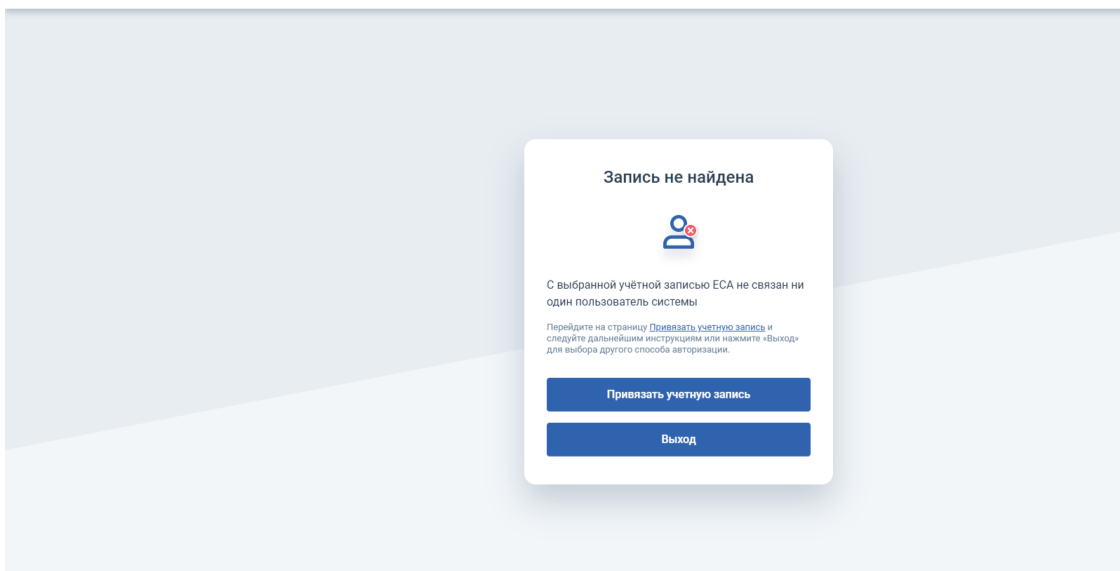 Запись не найдена
С выбранной учётной записью ЕСА не связан ни
один пользователь системы
Перейдите на страницу Привязать учетную запись и
следуйте дальнейшим инструкциям или нажмите «Выход»
для выбора другого способа авторизации.
Привязать учетную запись
Выход